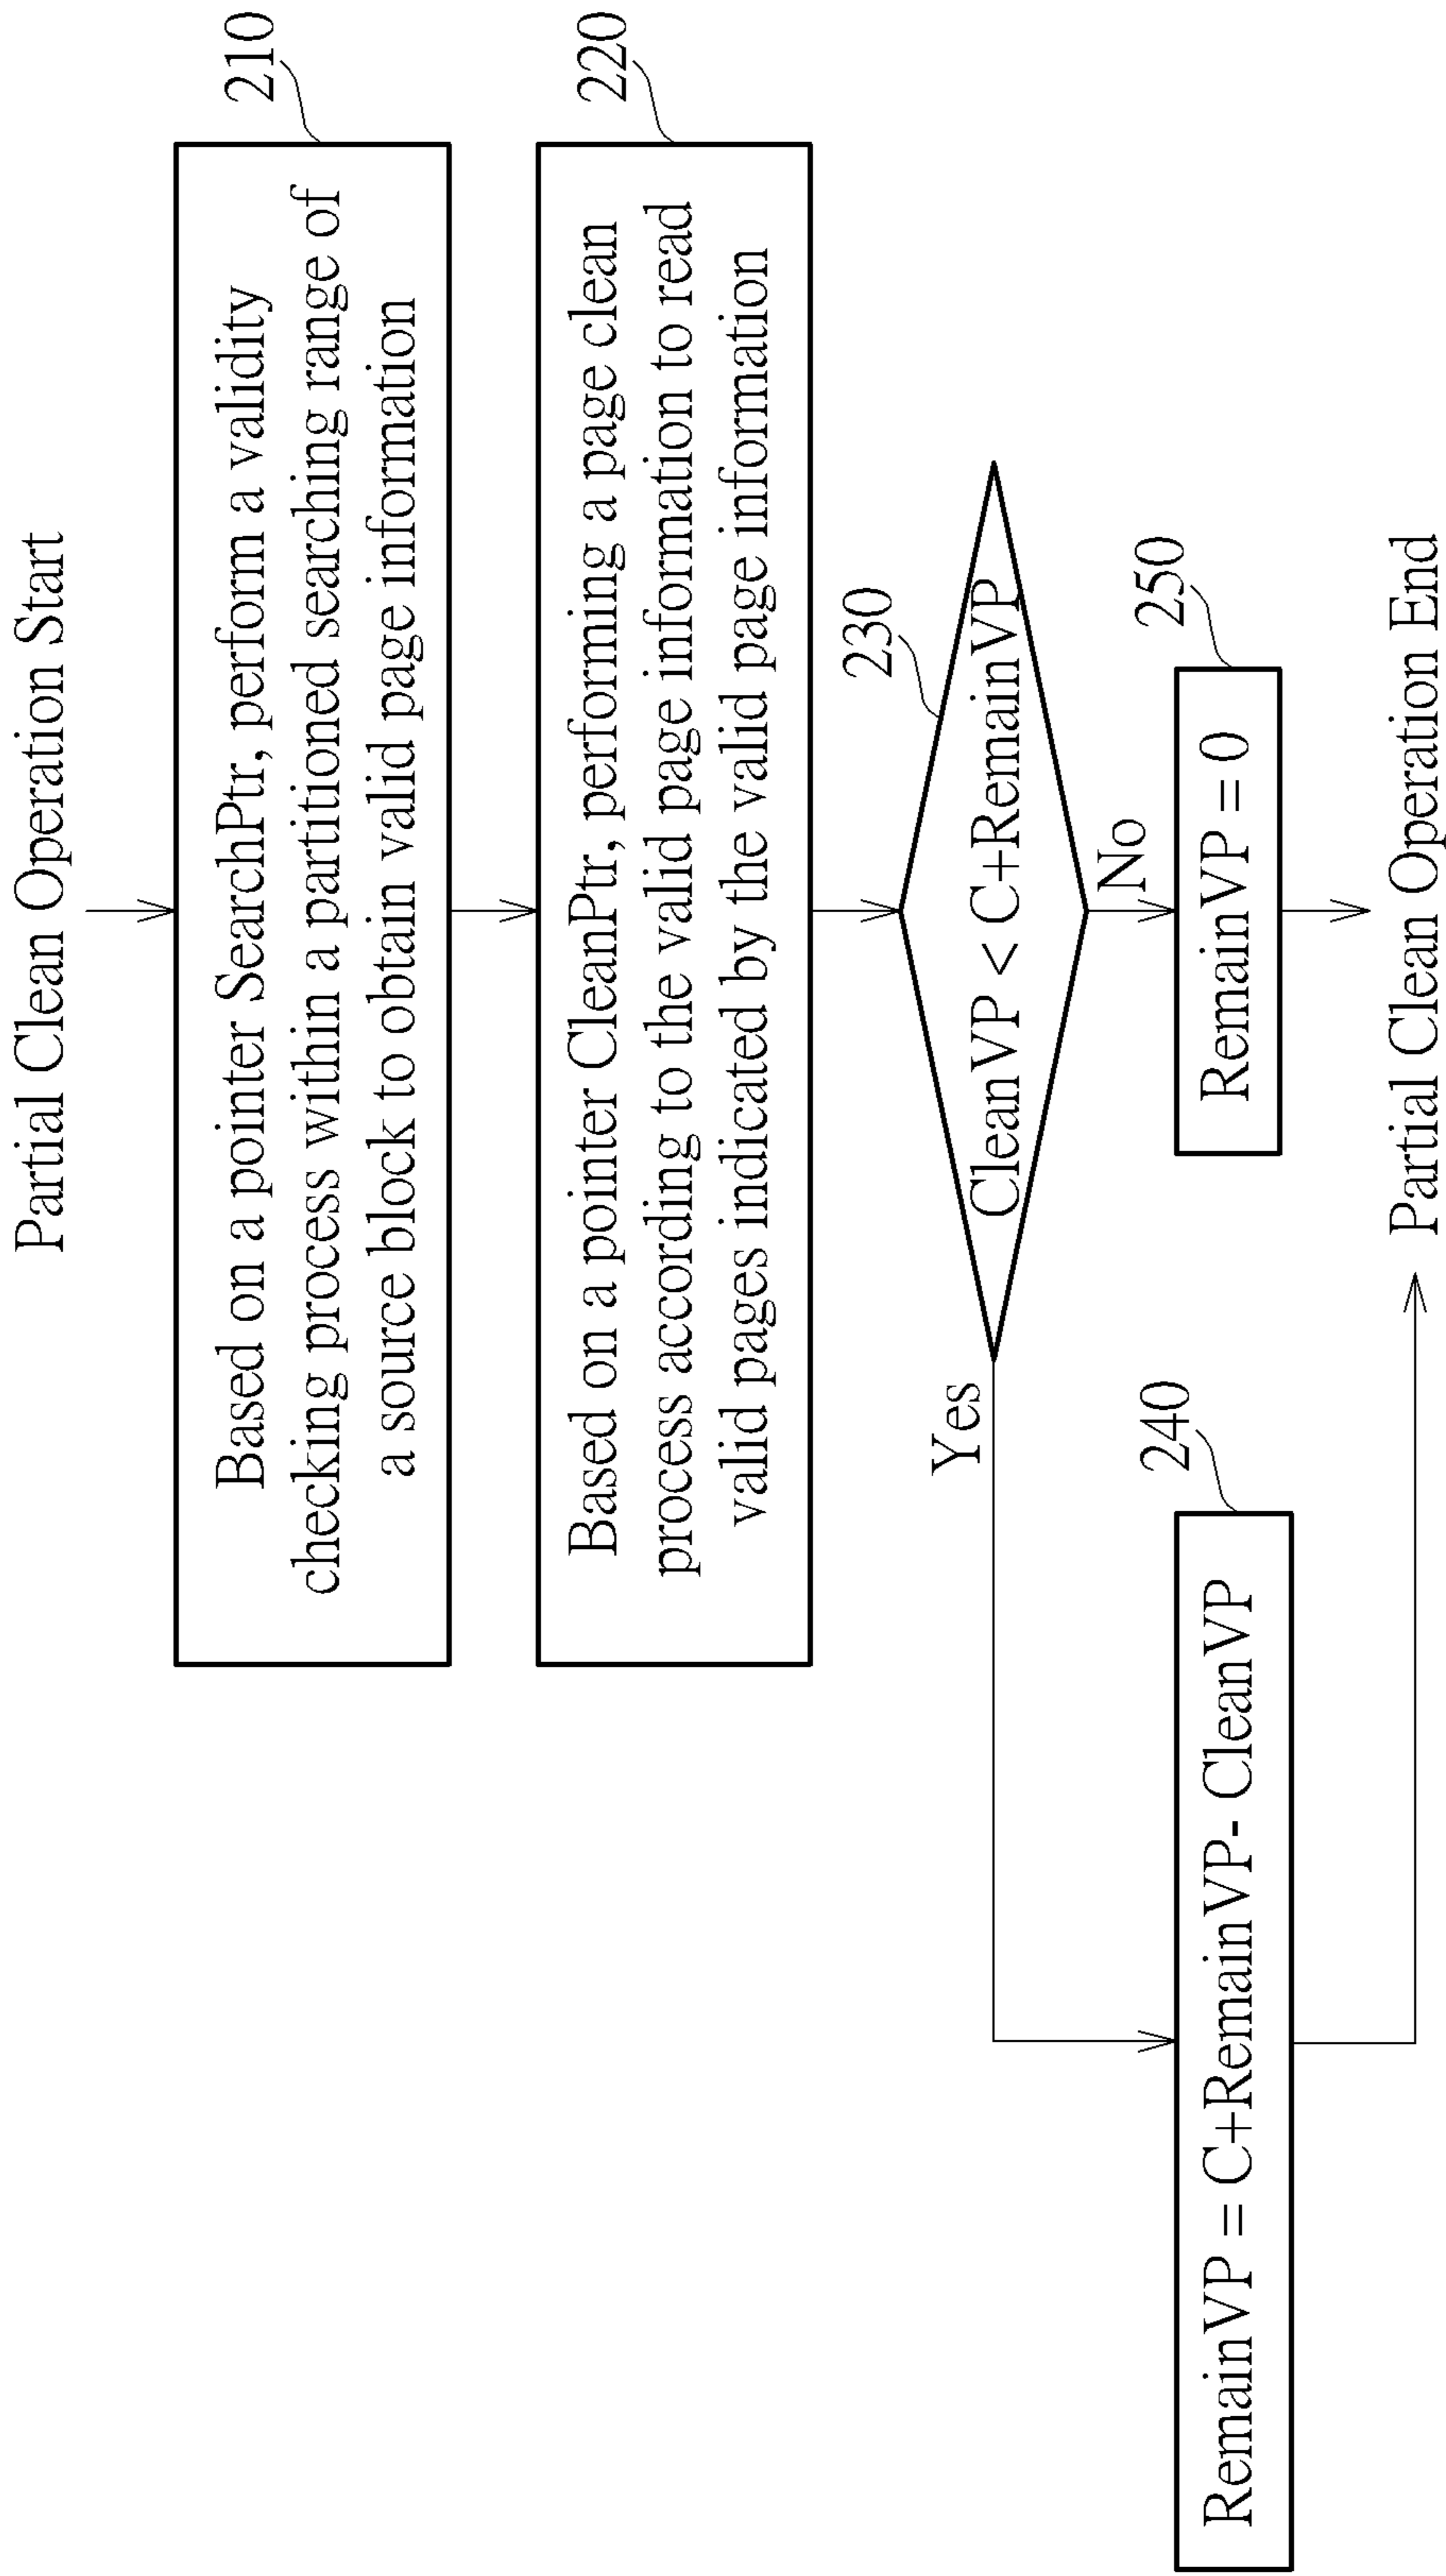 Partial Clean Operation Start
210
Based on a pointer SearchPtr, perform a validity
checking process within a partitioned searching range of
a source block to obtain valid page information
220
Based on a pointer CleanPtr, performing a page clean
process according to the valid page information to read
valid pages indicated by the valid page information
230
CleanVP < C+RemainVP
Yes
No
240
RemainVP = C+RemainVP- CleanVP
250
RemainVP = 0
Partial Clean Operation End